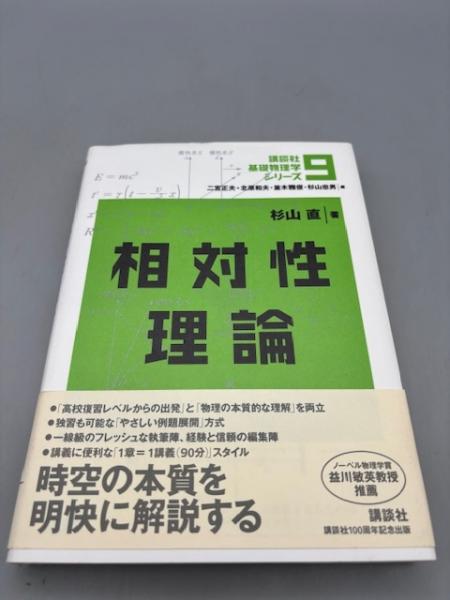 E = mc²
講談社
基礎物理学
シリーズ
9
二宮正夫・北原和夫・並木雅俊・杉山忠男|編
杉山 直|著
相対性
理論
●「高校復習レベルからの出発」と「物理の本質的な理解」を両立
●独習も可能な「やさしい例題展開」方式
●一線級のフレッシュな執筆陣、経験と信頼の編集陣
●講義に便利な「1章=1講義(90分)」スタイル
時空の本質を
明快に解説する
ノーベル物理学賞
益川敏英教授
推薦
講談社
講談社100周年記念出版